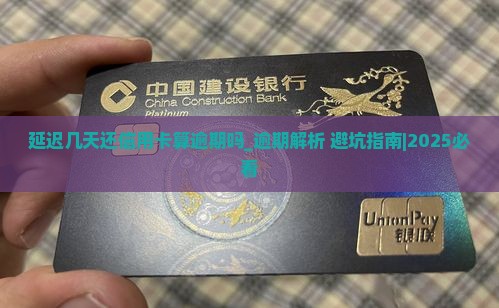 中国建设银行
China Construction Bank
Platinum
延迟几天还信用卡算逾期吗_逾期解析 避坑指南|2025必
看
UnionPay
银联